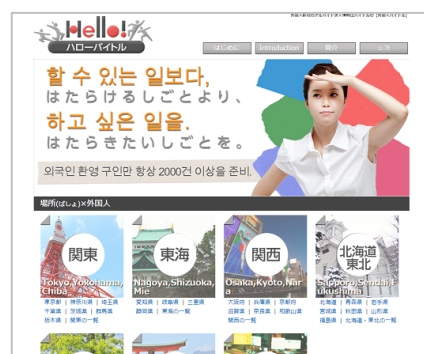 Hello!
ハローバイトル
はじめに
Introduction
簡介
소개
할 수 있는 일보다,
はたらけるしごとより、
하고 싶은 일을.
はたらきたいしごとを。
외국인 환영 구인만 항상 2000건 이상을 준비.
場所(ばしょ)×外国人
関東
東海
関西
北海道
東北
Tokyo,Yokohama,
Chiba
Nagoya,Shizuoka,
Mie
Osaka,Kyoto,Nar
a
Sapporo,Sendai,F
ukushima
東京都 | 神奈川県 | 埼玉県
千葉県 | 茨城県 | 群馬県
栃木県 | 関東の一覧
愛知県 | 岐阜県 | 三重県
静岡県 | 東海の一覧
大阪府 | 兵庫県 | 京都府
滋賀県 | 奈良県 | 和歌山県
関西の一覧
北海道 | 青森県 | 岩手県
宮城県 | 秋田県 | 山形県
福島県 | 北海道・東北の一覧